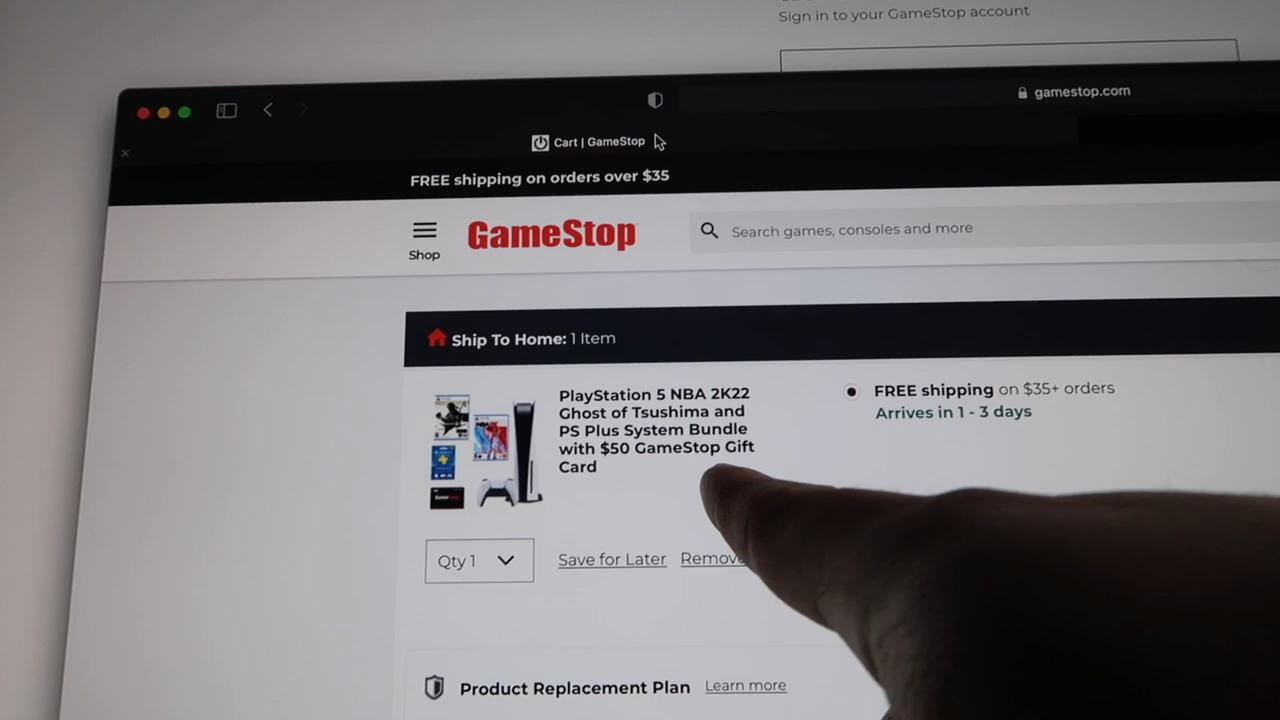 Sign in to your GameStop account
gamestop.com
Cart | GameStop
FREE shipping on orders over $35
Shop
GameStop
Search games, consoles and more
Ship To Home: 1 Item
PlayStation 5 NBA 2K22
Ghost of Tsushima and
PS Plus System Bundle
with $50 GameStop Gift
Card
FREE shipping on $35+ orders
Arrives in 1 - 3 days
Qty 1
Save for Later
Remove
Product Replacement Plan
Learn more